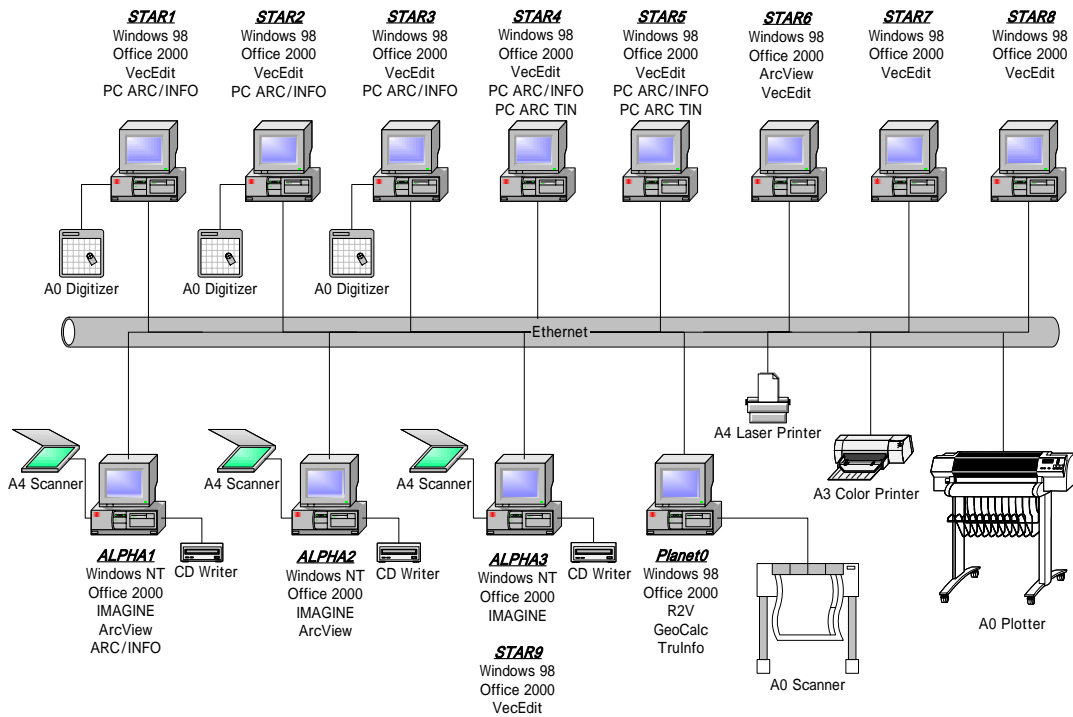 STAR1
Windows 98
Office 2000
VecEdit
PC ARC/INFO
STAR2
Windows 98
Office 2000
VecEdit
PC ARC/INFO
STAR3
Windows 98
Office 2000
VecEdit
PC ARC/INFO
STAR4
Windows 98
Office 2000
VecEdit
PC ARC/INFO
PC ARC TIN
STAR5
Windows 98
Office 2000
VecEdit
PC ARC/INFO
PC ARC TIN
STAR6
Windows 98
Office 2000
ArcView
VecEdit
STAR7
Windows 98
Office 2000
VecEdit
STAR8
Windows 98
Office 2000
VecEdit
A0 Digitizer
A0 Digitizer
A0 Digitizer
Ethernet
A4 Laser Printer
A3 Color Printer
A0 Plotter
A4 Scanner
A4 Scanner
A4 Scanner
CD Writer
CD Writer
CD Writer
ALPHA1
Windows NT
Office 2000
IMAGINE
ArcView
ARC/INFO
ALPHA2
Windows NT
Office 2000
IMAGINE
ArcView
ALPHA3
Windows NT
Office 2000
IMAGINE
STAR9
Windows 98
Office 2000
VecEdit
Planet0
Windows 98
Office 2000
R2V
GeoCalc
TruInfo
A0 Scanner